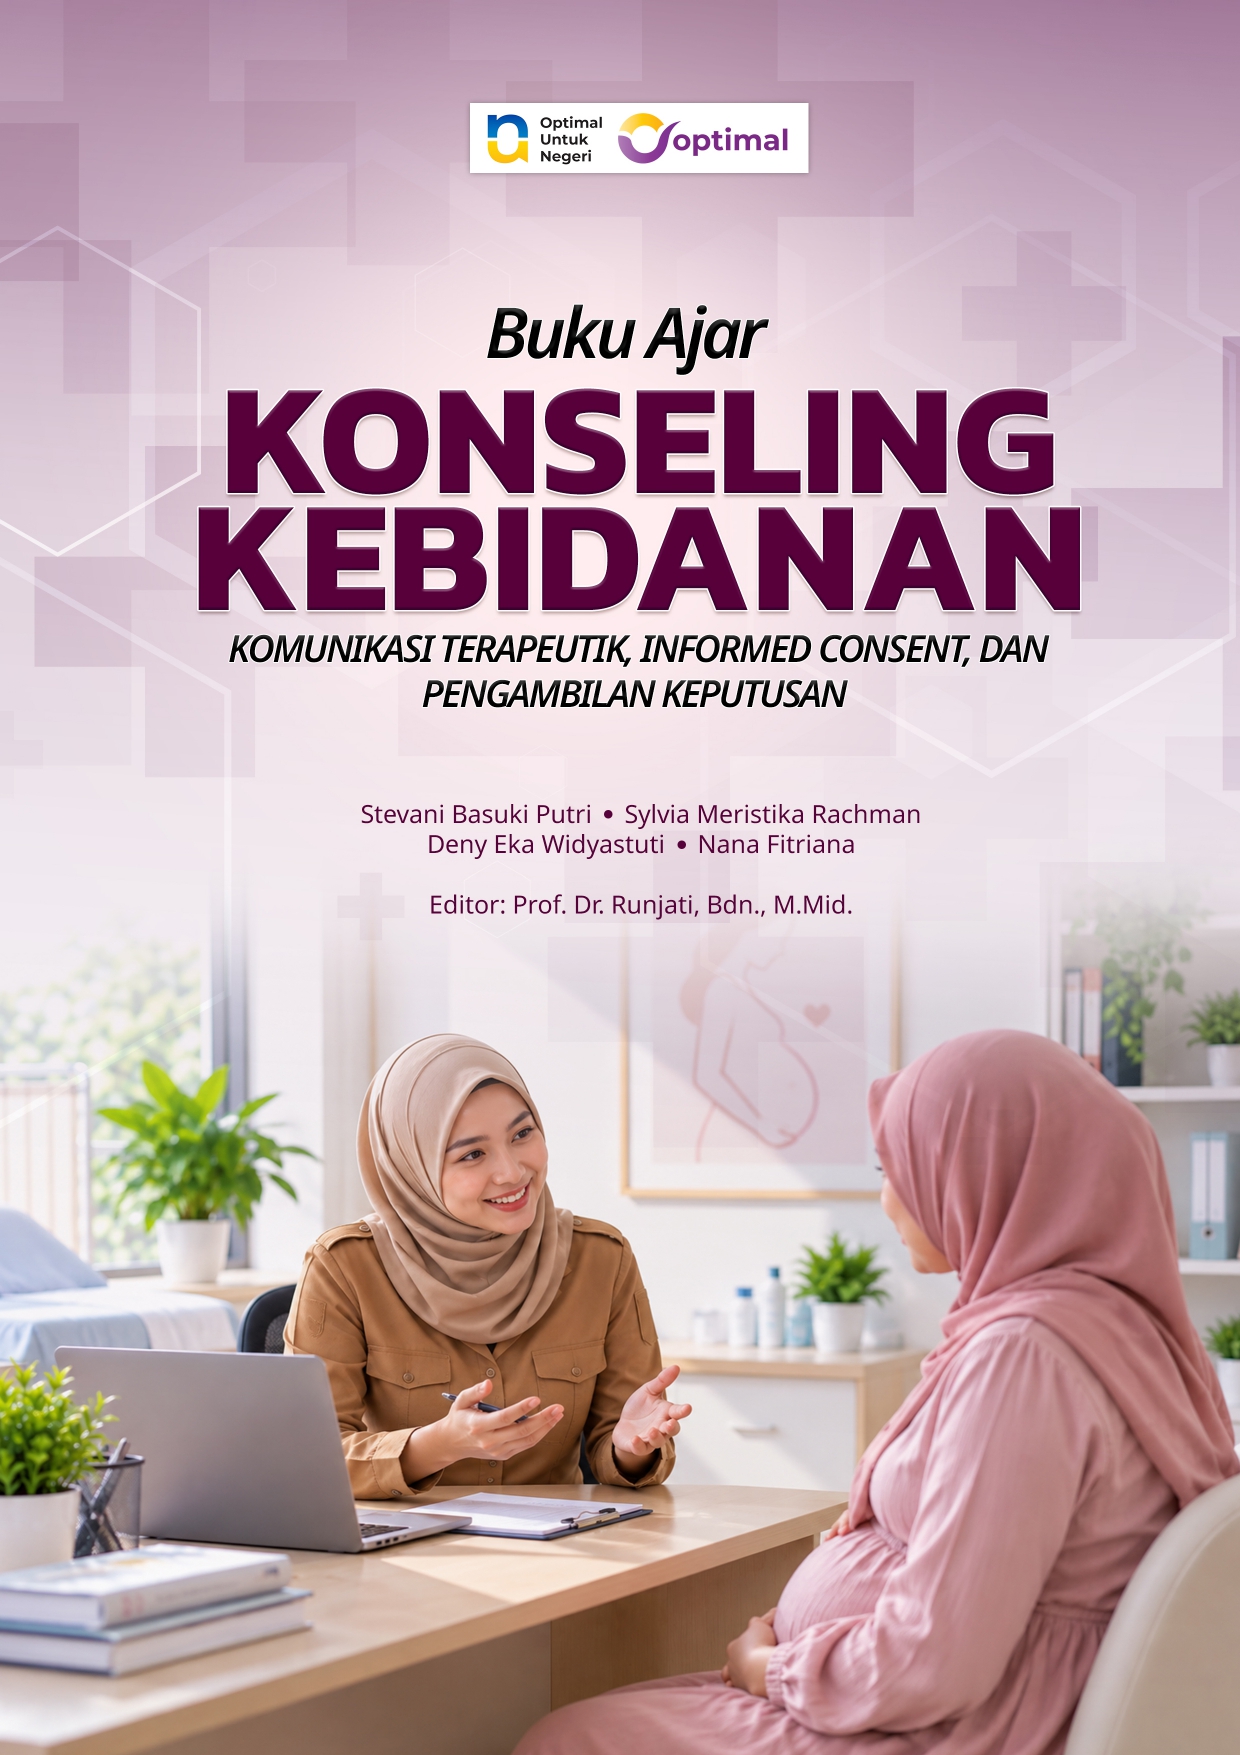 Optimal
Untuk
Negeri
optimal
Buku Ajar
KONSELING
KEBIDANAN
KOMUNIKASI TERAPEUTIK, INFORMED CONSENT, DAN
PENGAMBILAN KEPUTUSAN
Stevani Basuki Putri • Sylvia Meristika Rachman
Deny Eka Widyastuti • Nana Fitriana
Editor: Prof. Dr. Runjati, Bdn., M.Mid.